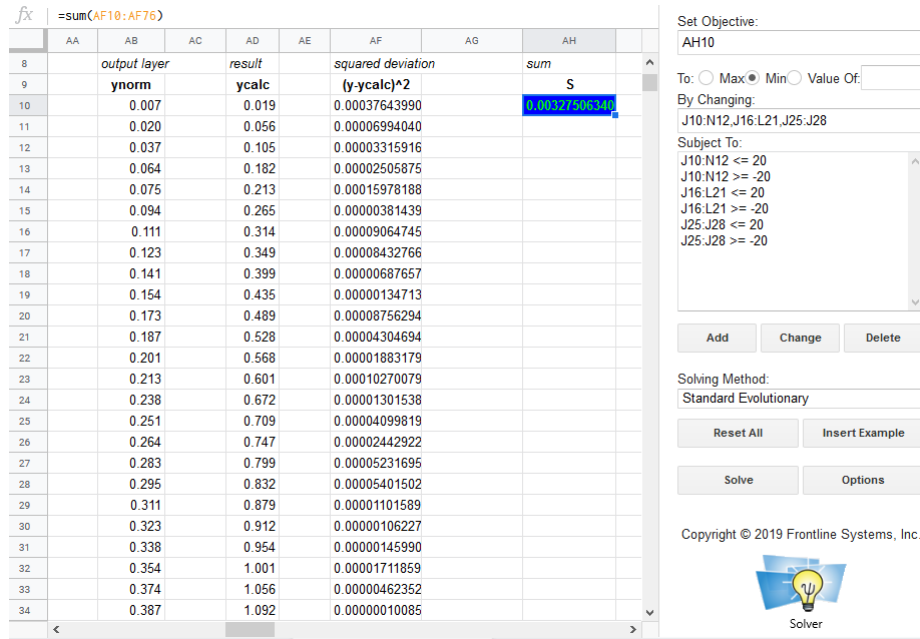 fx =sum(AF10:AF76)
AA AB AC AD AE AF AG AH
8 output layer result squared deviation sum
9 ynorm ycalc (y-ycalc)^2 S
10 0.007 0.019 0.00037643990 0.00327506340
11 0.020 0.056 0.00006994040
12 0.037 0.105 0.00003315916
13 0.064 0.182 0.00002505875
14 0.075 0.213 0.00015978188
15 0.094 0.265 0.00000381439
16 0.111 0.314 0.00009064745
17 0.123 0.349 0.00008432766
18 0.141 0.399 0.00000687657
19 0.154 0.435 0.00000134713
20 0.173 0.489 0.00008756294
21 0.187 0.528 0.00004304694
22 0.201 0.568 0.00001883179
23 0.213 0.601 0.00010270079
24 0.238 0.672 0.00001301538
25 0.251 0.709 0.00004099819
26 0.264 0.747 0.00002442922
27 0.283 0.799 0.00005231695
28 0.295 0.832 0.00005401502
29 0.311 0.879 0.00001101589
30 0.323 0.912 0.00000106227
31 0.338 0.954 0.00000145990
32 0.354 1.001 0.00001711859
33 0.374 1.056 0.00000462352
34 0.387 1.092 0.00000010085
Set Objective:
AH10
To: Max Min Value Of:
By Changing:
J10:N12,J16:L21,J25:J28
Subject To:
J10:N12 <= 20
J10:N12 >= -20
J16:L21 <= 20
J16:L21 >= -20
J25:J28 <= 20
J25:J28 >= -20
Add Change Delete
Solving Method:
Standard Evolutionary
Reset All Insert Example
Solve Options
Copyright © 2019 Frontline Systems, Inc.
Solver